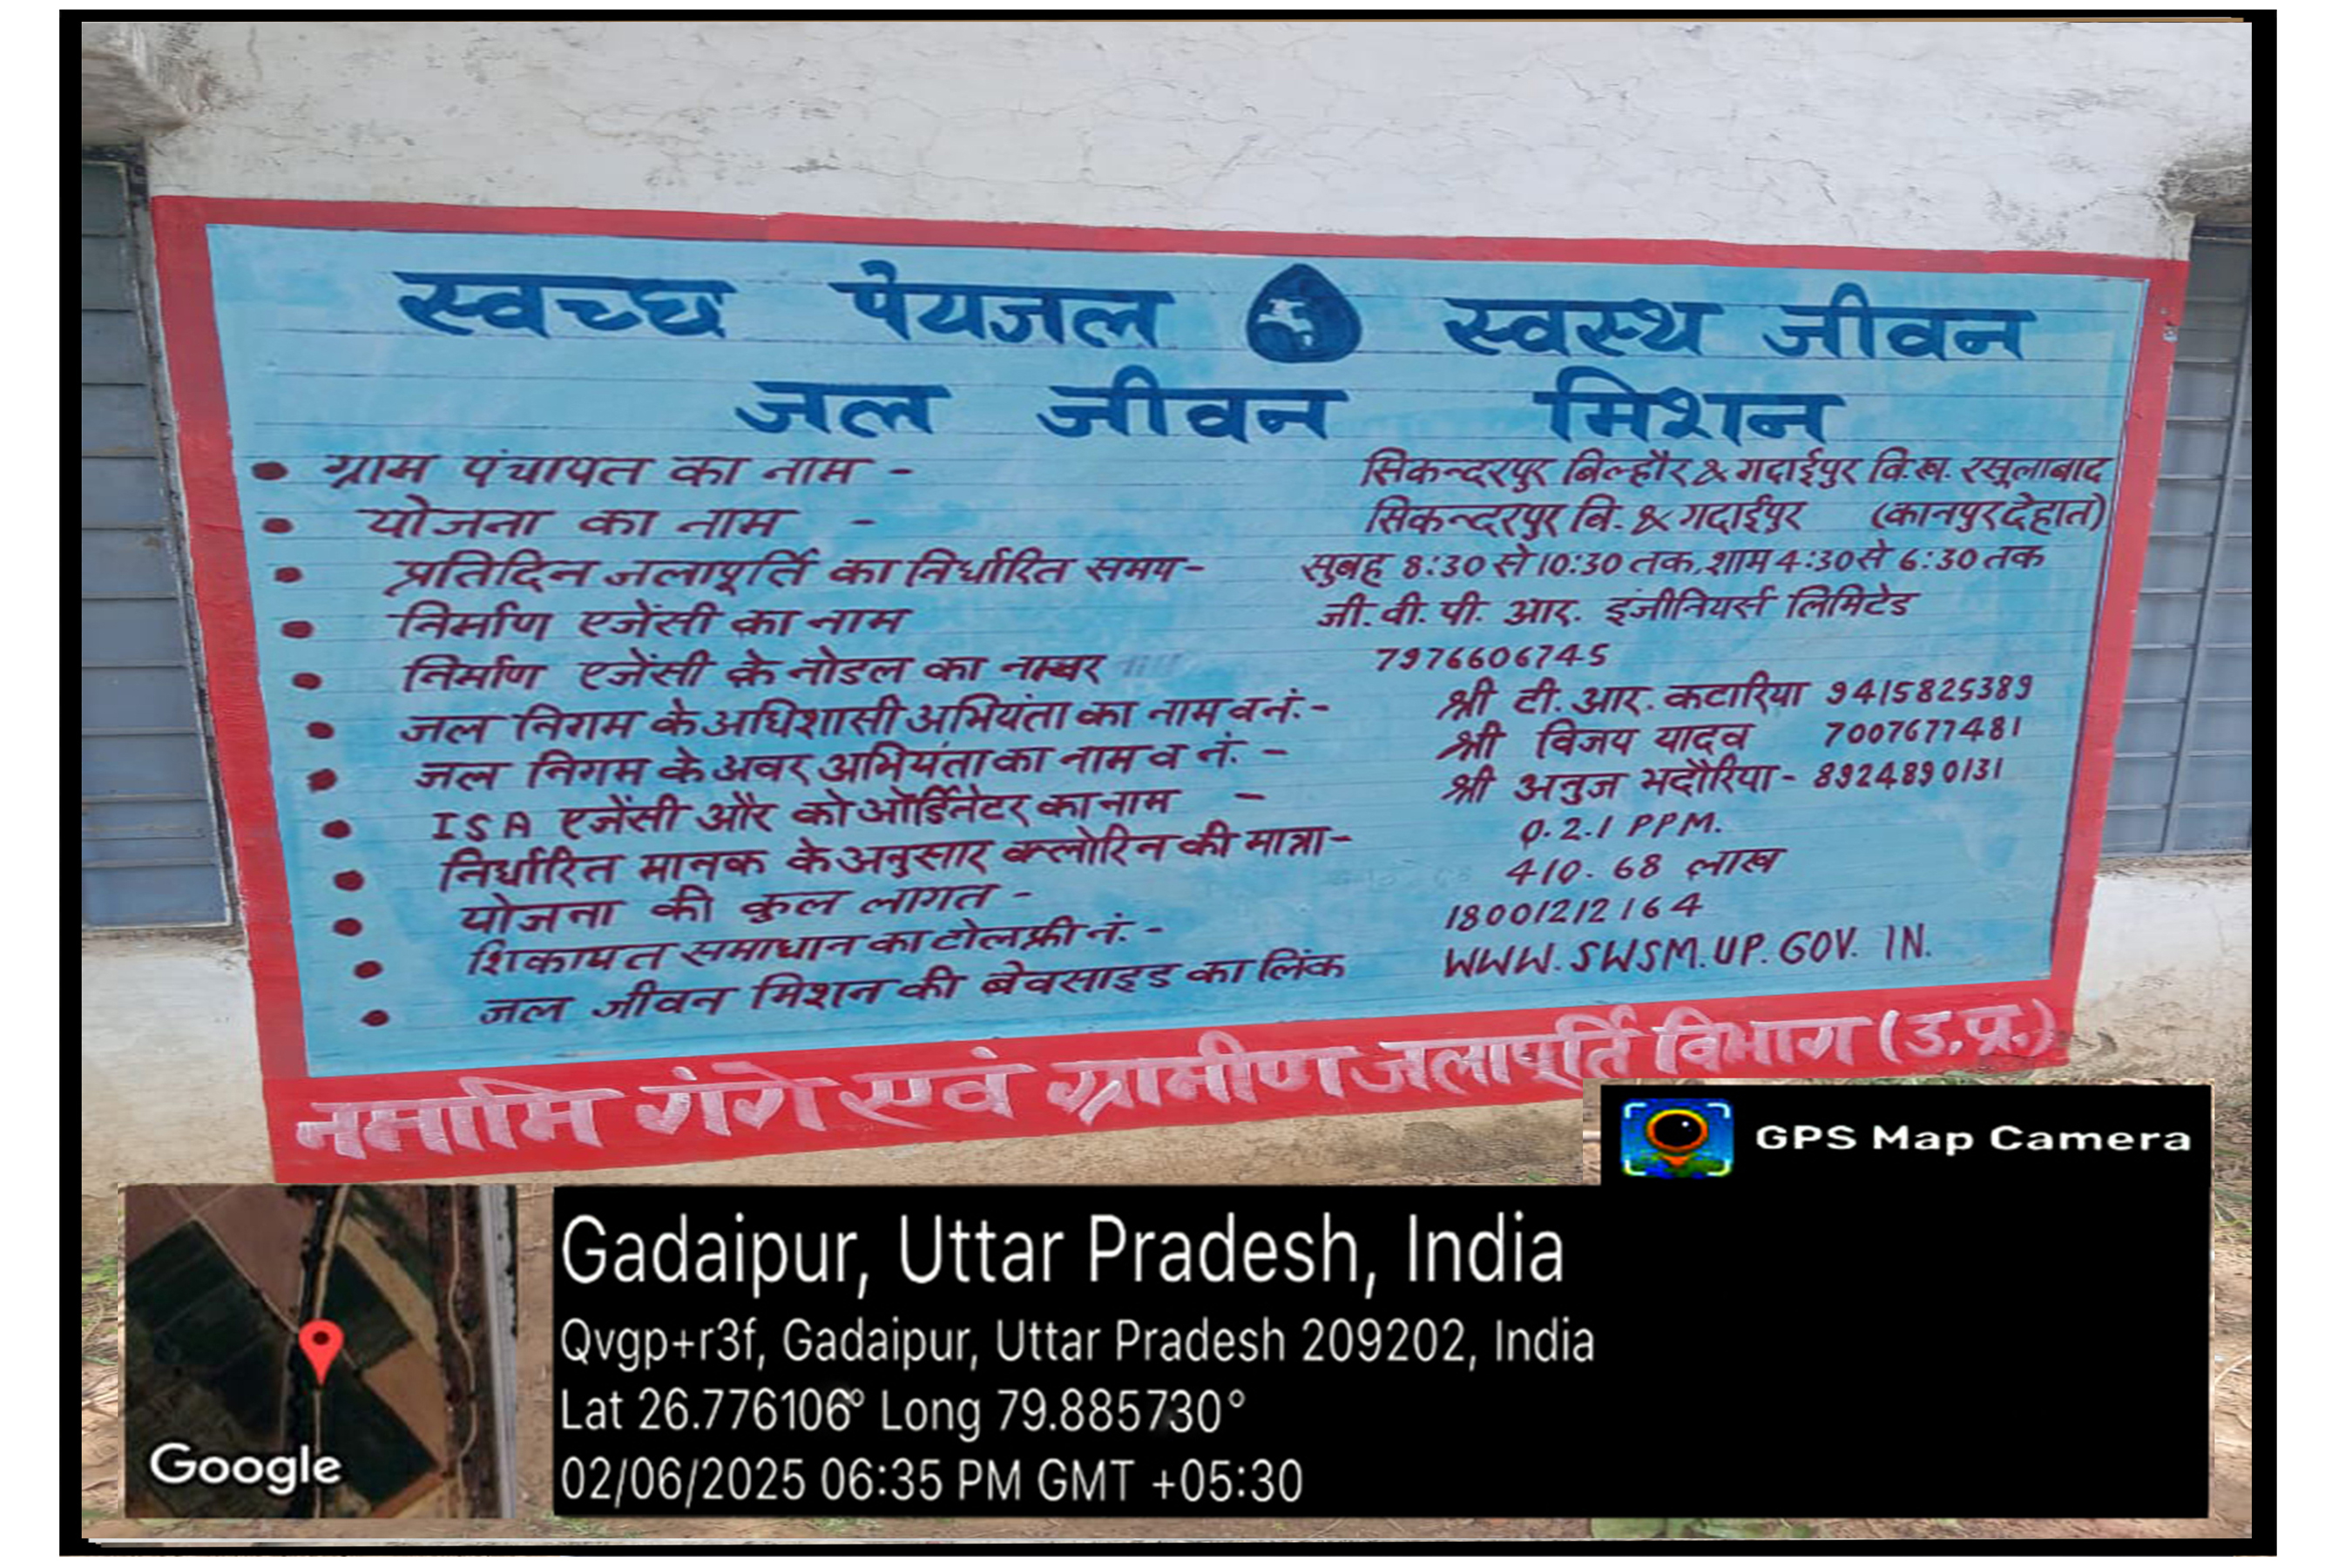 स्वच्छ पेयजल स्वस्थ जीवन
जल जीवन मिशन
• ग्राम पंचायत का नाम - सिकन्दरपुर बिल्हौर & गदाईपुर वि.ख. रसूलाबाद
• योजना का नाम - सिकन्दरपुर वि. & गदाईपुर (कानपुर देहात)
• प्रतिदिन जलापूर्ति का निर्धारित समय- सुबह 8:30 से 10:30 तक, शाम 4:30 से 6:30 तक
• निर्माण एजेंसी का नाम जी. वी. पी. आर. इंजीनियर्स लिमिटेड
• निर्माण एजेंसी के नोडल का नम्बर 7976606745
• जल निगम के अधिशासी अभियंता का नाम व नं.- श्री टी. आर. कटारिया 9415825389
• जल निगम के अवर अभियंता का नाम व नं. - श्री विजय यादव 7007677481
• ISA एजेंसी और को ऑर्डिनेटर का नाम - श्री अनुज भदौरिया- 8924890131
• निर्धारित मानक के अनुसार क्लोरिन की मात्रा- 0.2.1 PPM.
• योजना की कुल लागत - 410.68 लाख
• शिकायत समाधान का टोल फ्री नं. - 18001212164
• जल जीवन मिशन की बेवसाइड का लिंक WWW.SWSM.UP.GOV.IN.
नमामि गंगे एवं ग्रामीण जलापूर्ति विभाग (उ.प्र.)
GPS Map Camera
Gadaipur, Uttar Pradesh, India
Qvgp+r3f, Gadaipur, Uttar Pradesh 209202, India
Lat 26.776106° Long 79.885730°
02/06/2025 06:35 PM GMT +05:30
Google